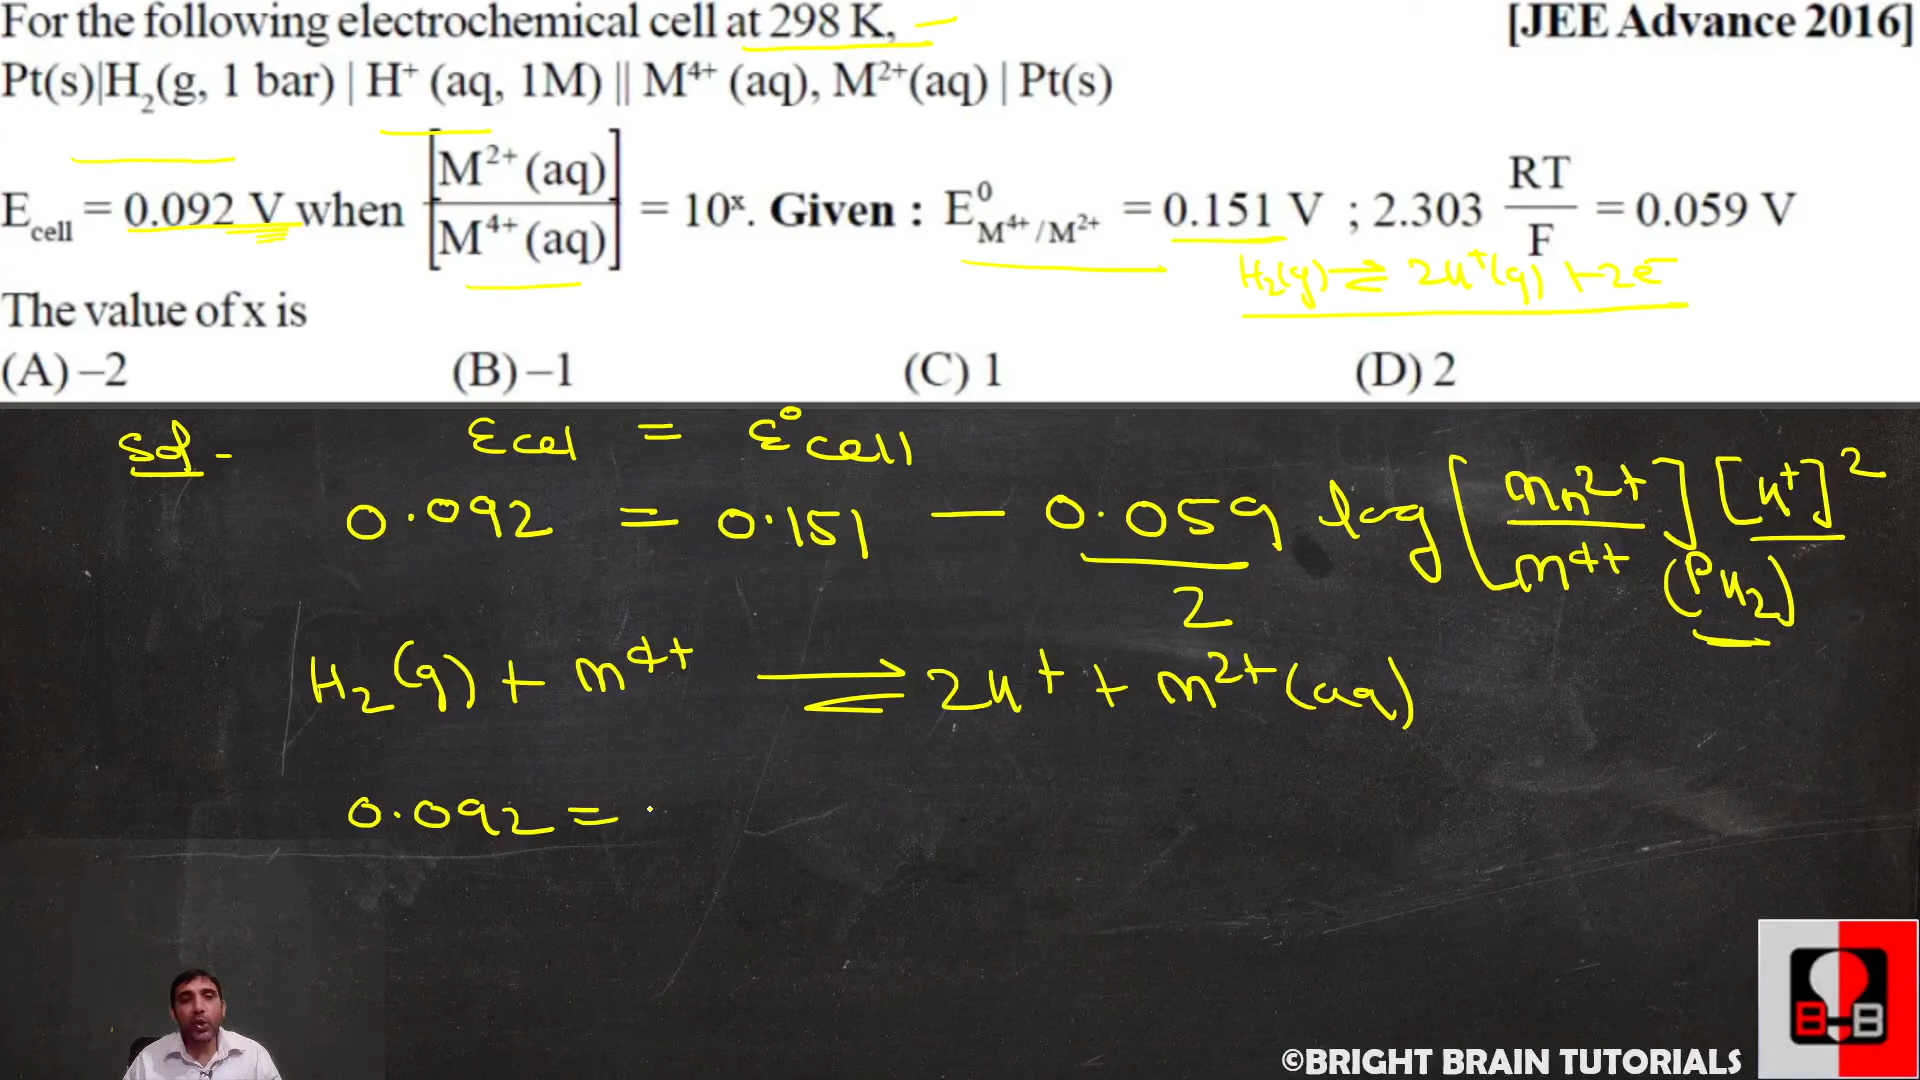 For the following electrochemical cell at 298 K, [JEE Advance 2016]
Pt(s)|H₂(g, 1 bar) | H⁺ (aq, 1M) || M⁴⁺ (aq), M²⁺(aq) | Pt(s)
E_cell = 0.092 V when [M²⁺(aq)]/[M⁴⁺(aq)] = 10ˣ. Given : E⁰_M⁴⁺/M²⁺ = 0.151 V ; 2.303 RT/F = 0.059 V
H₂(g) ⇌ 2H⁺(g) + 2e⁻
The value of x is
(A) –2 (B) –1 (C) 1 (D) 2
Sol - Ecel = E°cell
0.092 = 0.151 – 0.059/2 log [Mn²⁺/M⁴⁺] [H⁺]²/(PH₂)
H₂(g) + M⁴⁺ ⇌ 2H⁺ + M²⁺(aq)
0.092 = .
B B
©BRIGHT BRAIN TUTORIALS